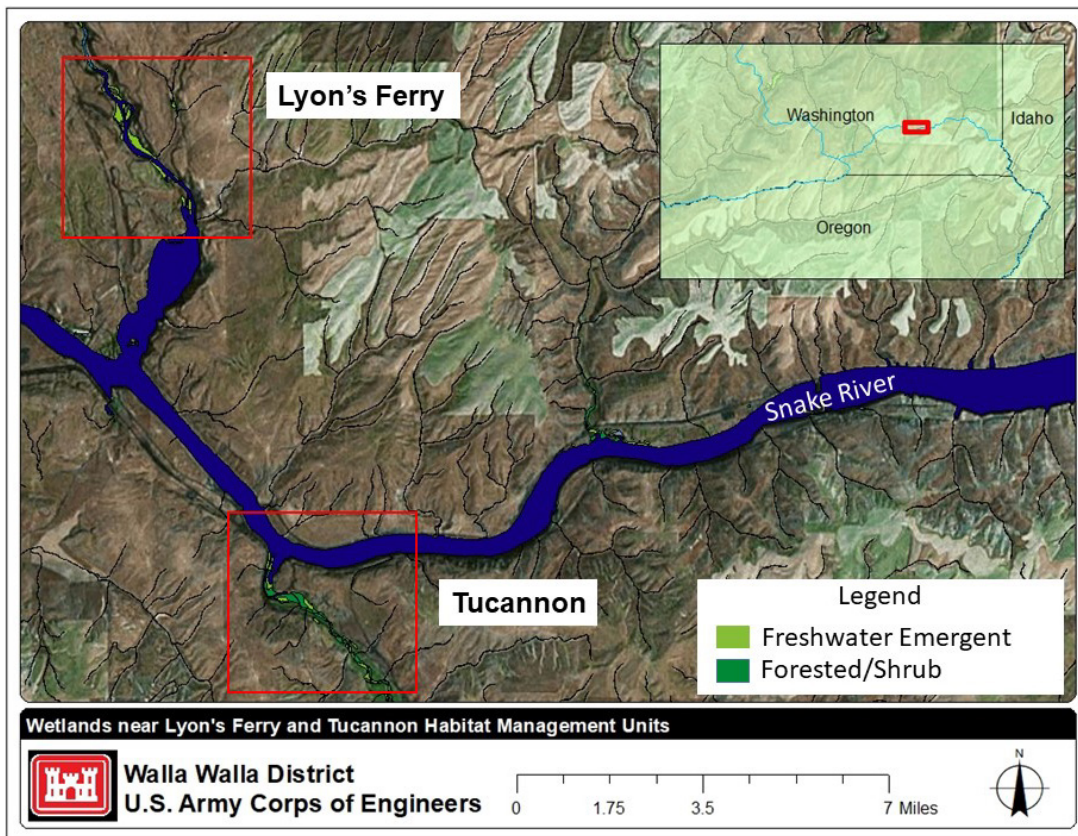 Lyon's Ferry
Washington
Idaho
Oregon
Snake River
Tucannon
Legend
Freshwater Emergent
Forested/Shrub
Wetlands near Lyon's Ferry and Tucannon Habitat Management Units
Walla Walla District
U.S. Army Corps of Engineers
0 1.75 3.5 7 Miles
N